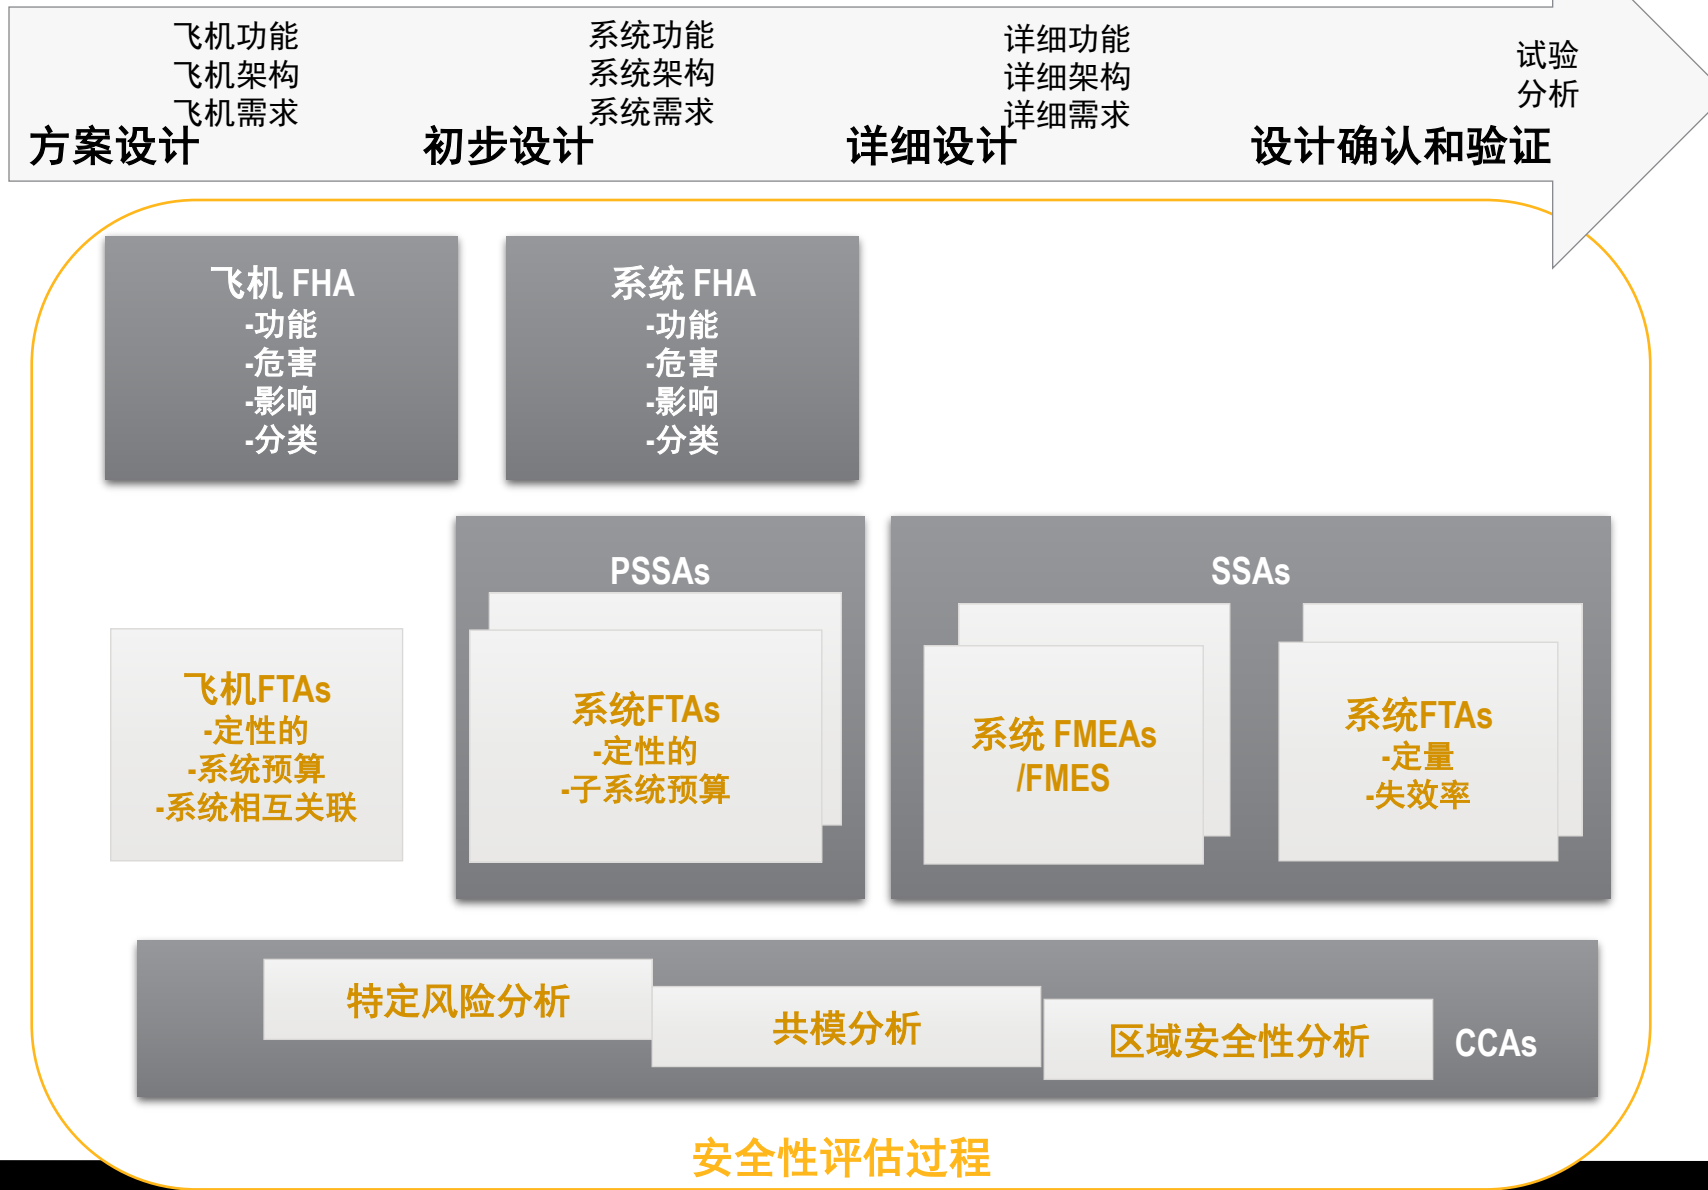 飞机功能
飞机架构
飞机需求
方案设计
系统功能
系统架构
系统需求
初步设计
详细功能
详细架构
详细需求
详细设计
试验
分析
设计确认和验证
飞机 FHA
-功能
-危害
-影响
-分类
系统 FHA
-功能
-危害
-影响
-分类
飞机FTAs
-定性的
-系统预算
-系统相互关联
PSSAs
系统FTAs
-定性的
-子系统预算
SSAs
系统 FMEAs
/FMES
系统FTAs
-定量
-失效率
特定风险分析
共模分析
区域安全性分析
CCAs
安全性评估过程